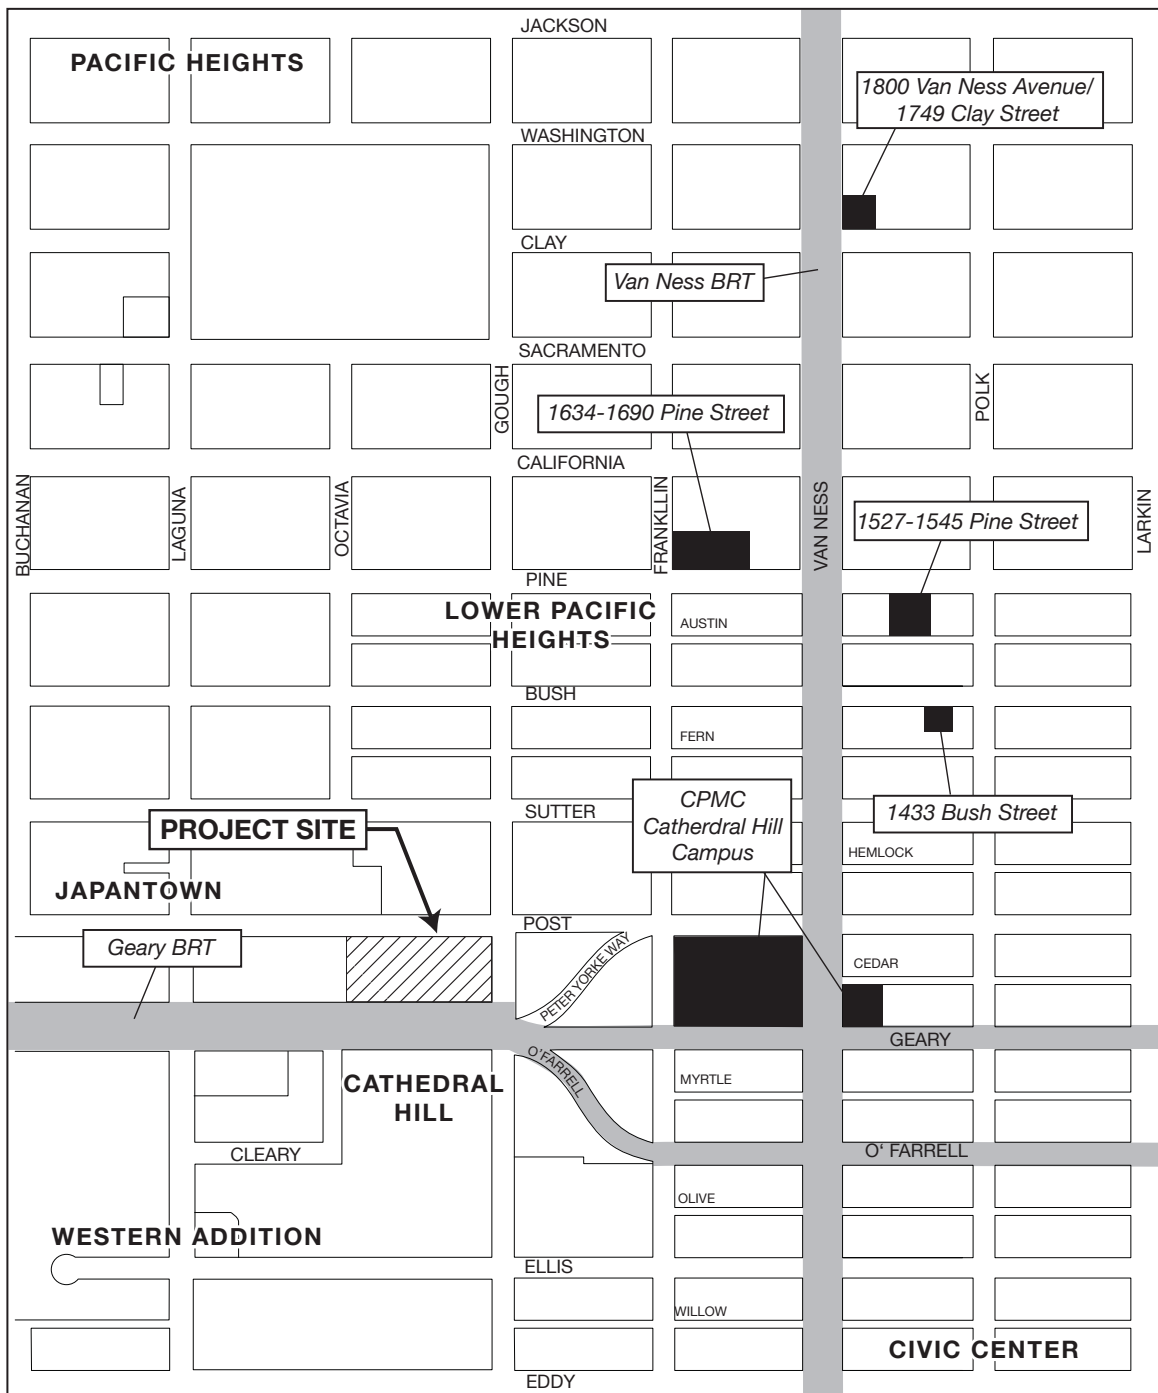 JACKSON
PACIFIC HEIGHTS
1800 Van Ness Avenue/
1749 Clay Street
WASHINGTON
CLAY
Van Ness BRT
SACRAMENTO
GOUGH
POLK
1634-1690 Pine Street
CALIFORNIA
BUCHANAN
LAGUNA
OCTAVIA
FRANKLLIN
VAN NESS
1527-1545 Pine Street
LARKIN
PINE
LOWER PACIFIC
HEIGHTS
AUSTIN
BUSH
FERN
CPMC
Catherdral Hill
Campus
1433 Bush Street
SUTTER
PROJECT SITE
HEMLOCK
JAPANTOWN
POST
Geary BRT
PETER YORKE WAY
CEDAR
GEARY
O'FARRELL
MYRTLE
CATHEDRAL
HILL
CLEARY
O' FARRELL
OLIVE
WESTERN ADDITION
ELLIS
WILLOW
CIVIC CENTER
EDDY